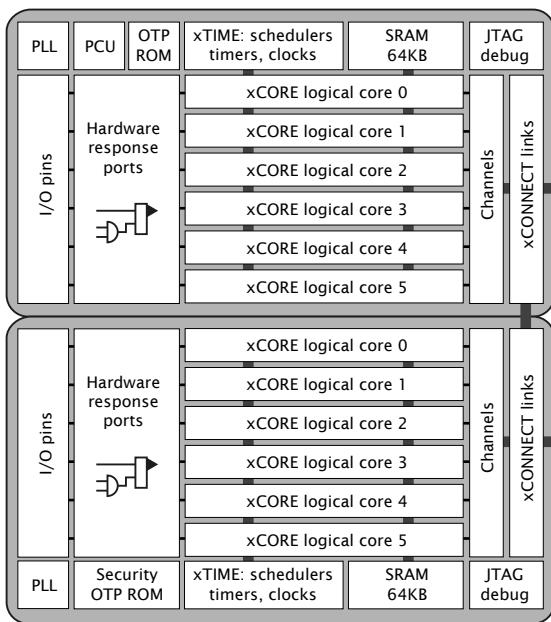 PLL
PCU
OTP
ROM
xTIME: schedulers
timers, clocks
SRAM
64KB
JTAG
debug
I/O pins
Hardware
response
ports
xCORE logical core 0
xCORE logical core 1
xCORE logical core 2
xCORE logical core 3
xCORE logical core 4
xCORE logical core 5
Channels
xCONNECT links
I/O pins
Hardware
response
ports
xCORE logical core 0
xCORE logical core 1
xCORE logical core 2
xCORE logical core 3
xCORE logical core 4
xCORE logical core 5
Channels
xCONNECT links
PLL
Security
OTP ROM
xTIME: schedulers
timers, clocks
SRAM
64KB
JTAG
debug